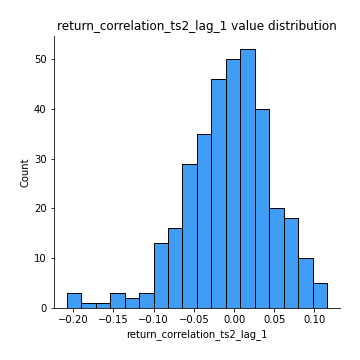 return_correlation_ts2_lag_1 value distribution
50
40
30
20
10
0
Count
−0.20 −0.15 −0.10 −0.05 0.00 0.05 0.10
return_correlation_ts2_lag_1